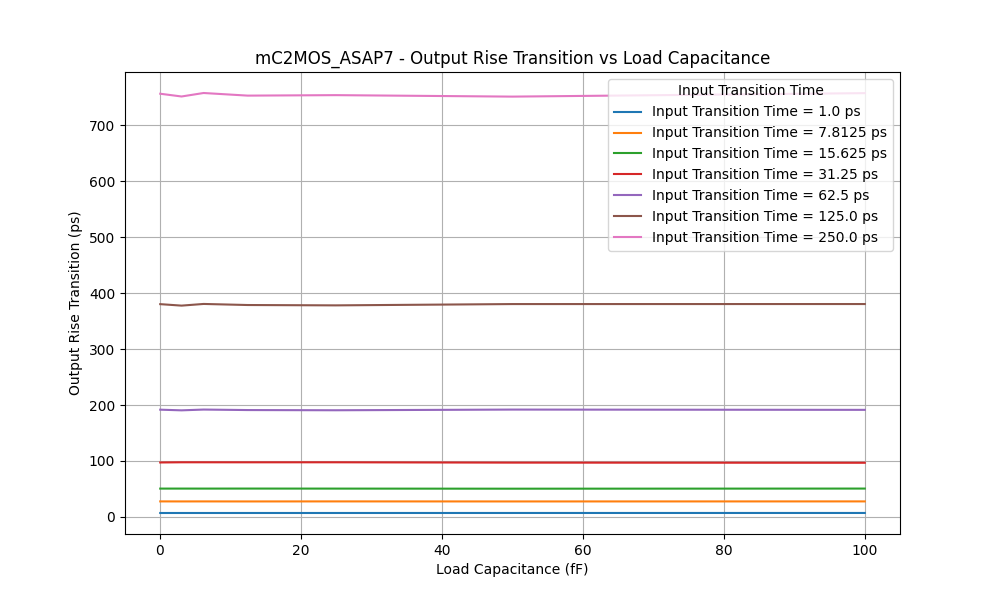 mC2MOS_ASAP7 - Output Rise Transition vs Load Capacitance
Output Rise Transition (ps)
700
600
500
400
300
200
100
0
Input Transition Time
Input Transition Time = 1.0 ps
Input Transition Time = 7.8125 ps
Input Transition Time = 15.625 ps
Input Transition Time = 31.25 ps
Input Transition Time = 62.5 ps
Input Transition Time = 125.0 ps
Input Transition Time = 250.0 ps
0 20 40 60 80 100
Load Capacitance (fF)